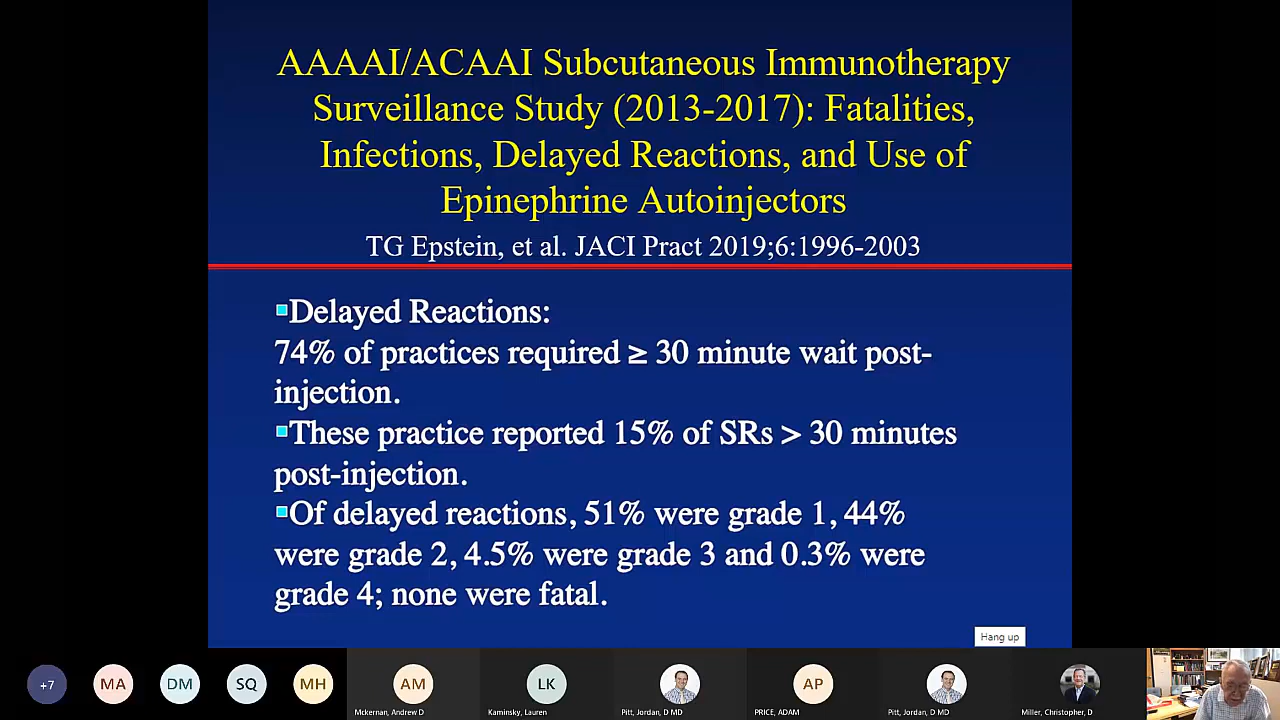 AAAAI/ACAAI Subcutaneous Immunotherapy
Surveillance Study (2013-2017): Fatalities,
Infections, Delayed Reactions, and Use of
Epinephrine Autoinjectors
TG Epstein, et al. JACI Pract 2019;6:1996-2003
Delayed Reactions:
74% of practices required ≥ 30 minute wait post-
injection.
These practice reported 15% of SRs > 30 minutes
post-injection.
Of delayed reactions, 51% were grade 1, 44%
were grade 2, 4.5% were grade 3 and 0.3% were
grade 4; none were fatal.
Hang up
+7
MA
DM
SQ
MH
AM
LK
AP
Mckernan, Andrew D
Kaminsky, Lauren
Pitt, Jordan, D MD
PRICE, ADAM
Pitt, Jordan, D MD
Miller, Christopher, D